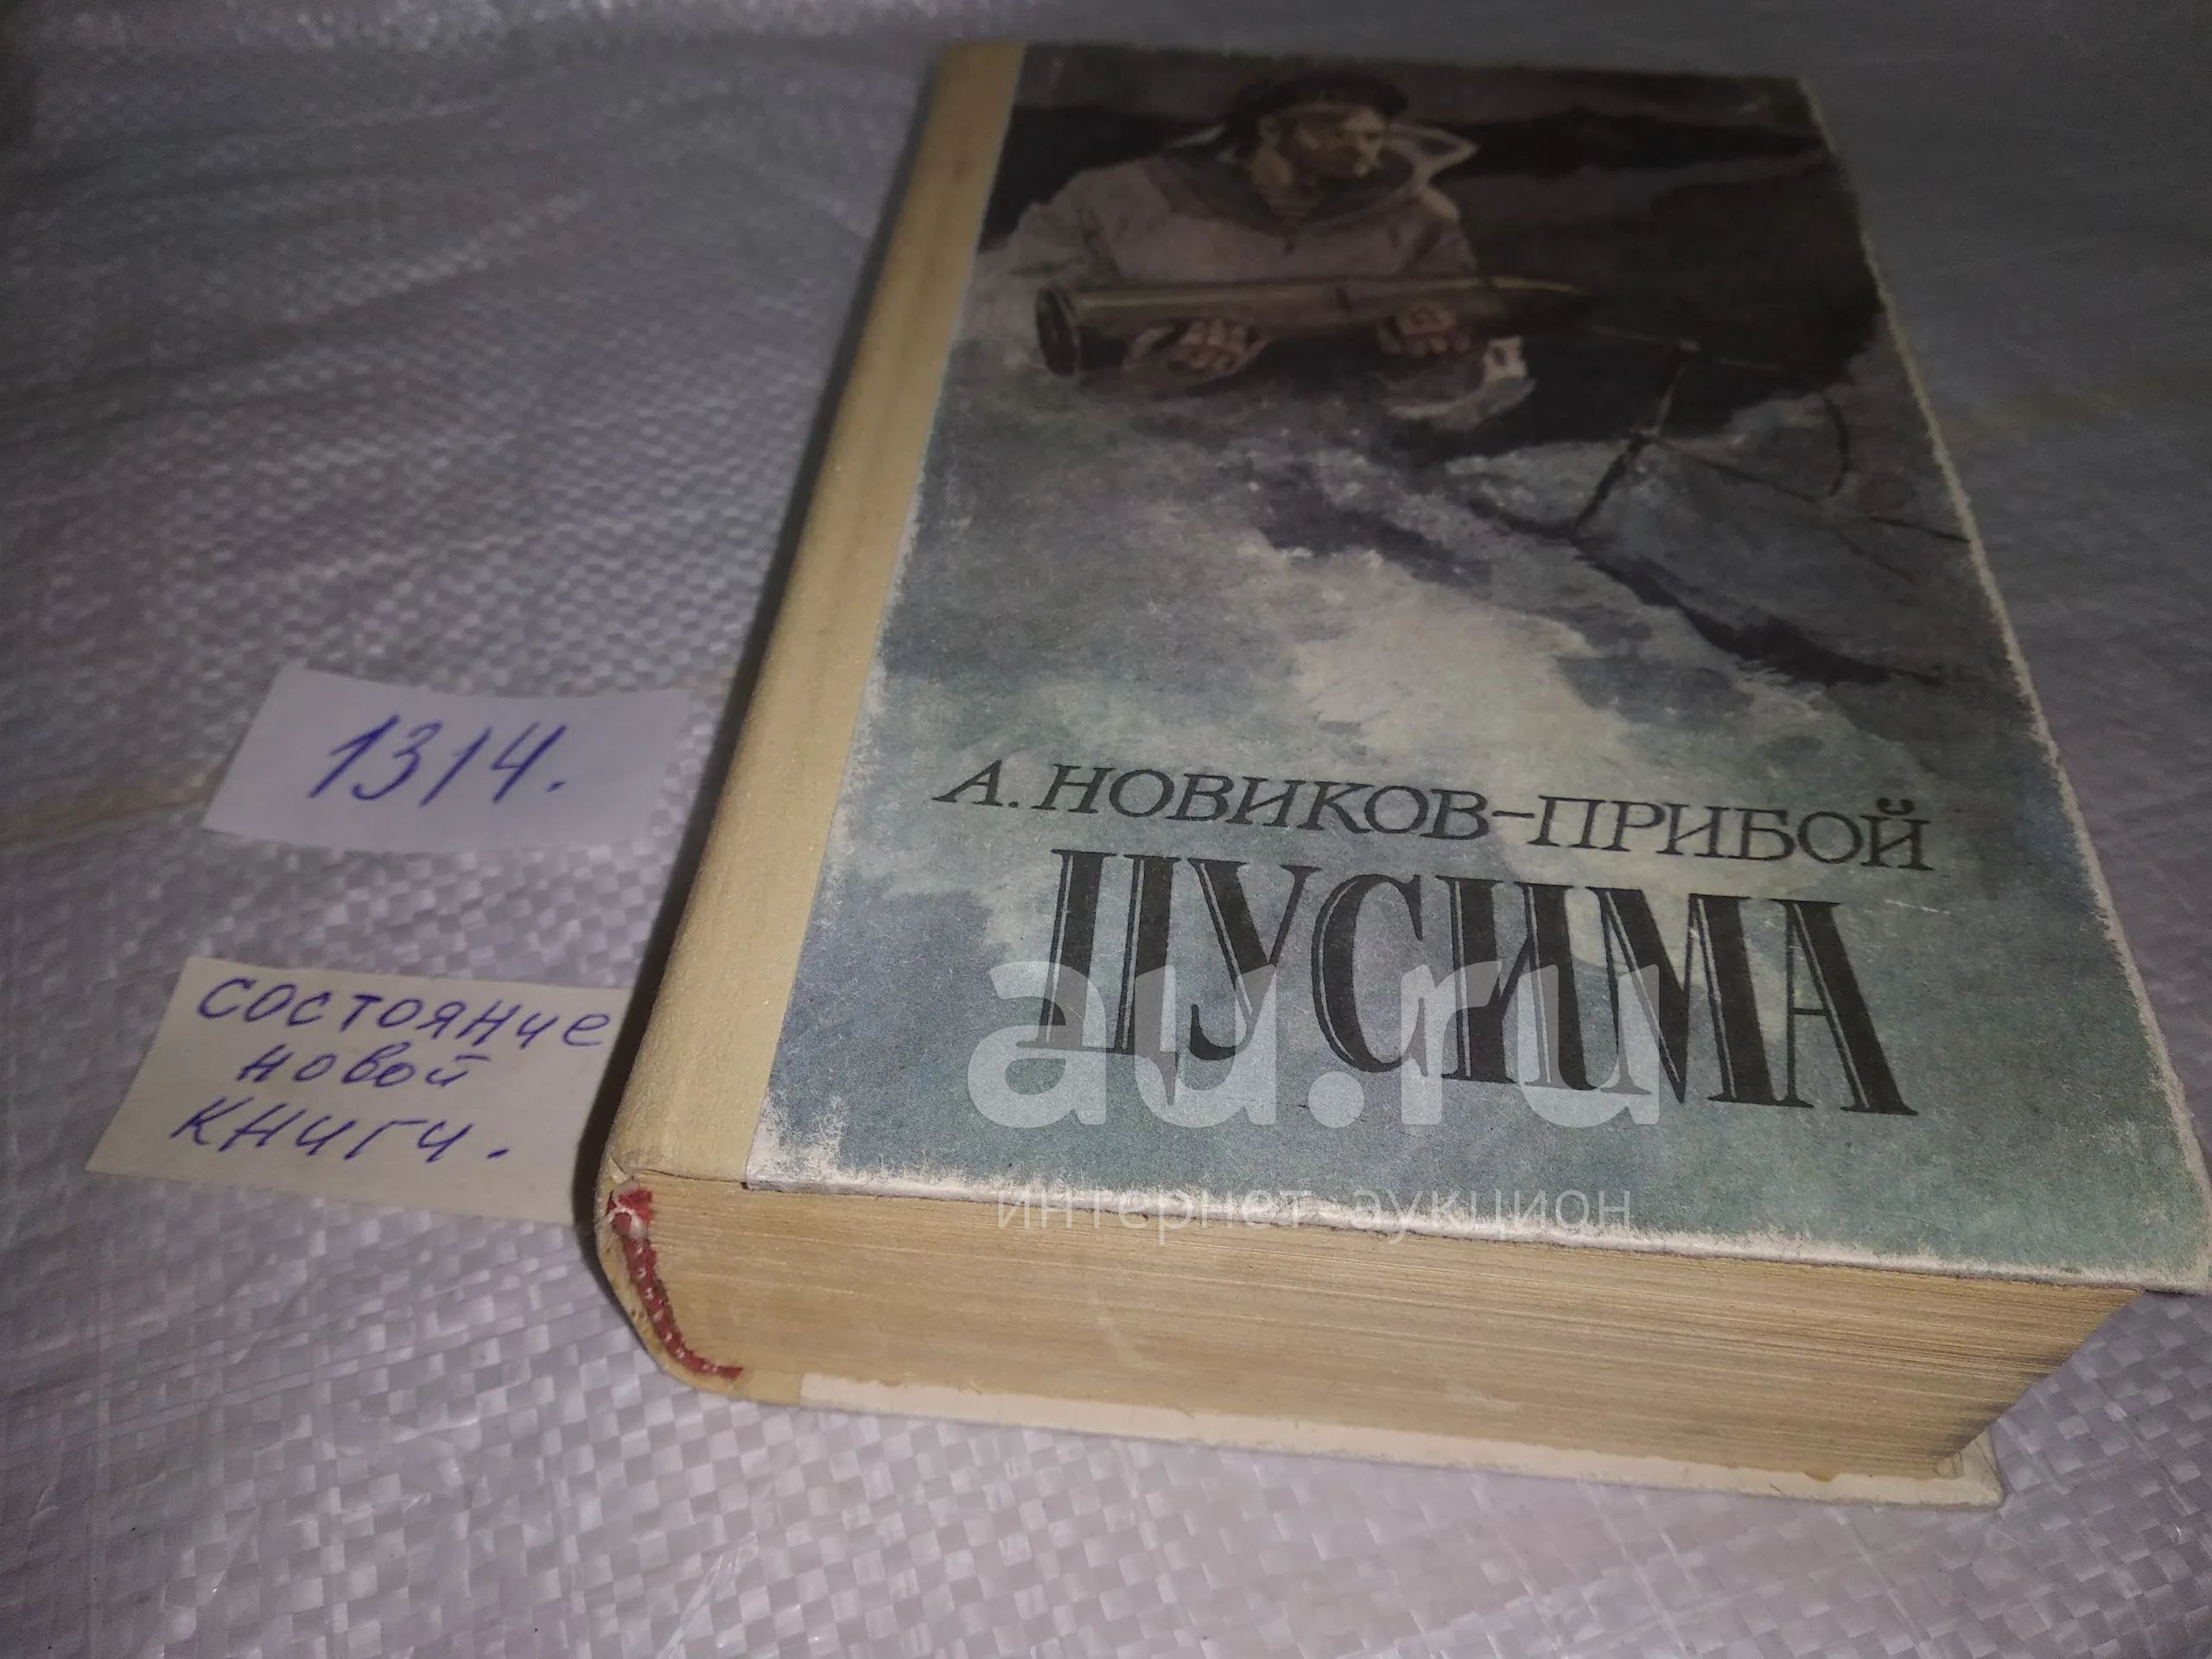 1314.
состояние
новой
книги.
А. НОВИКОВ-ПРИБОЙ
ЦУСИМА
au.ru
интернет-аукцион